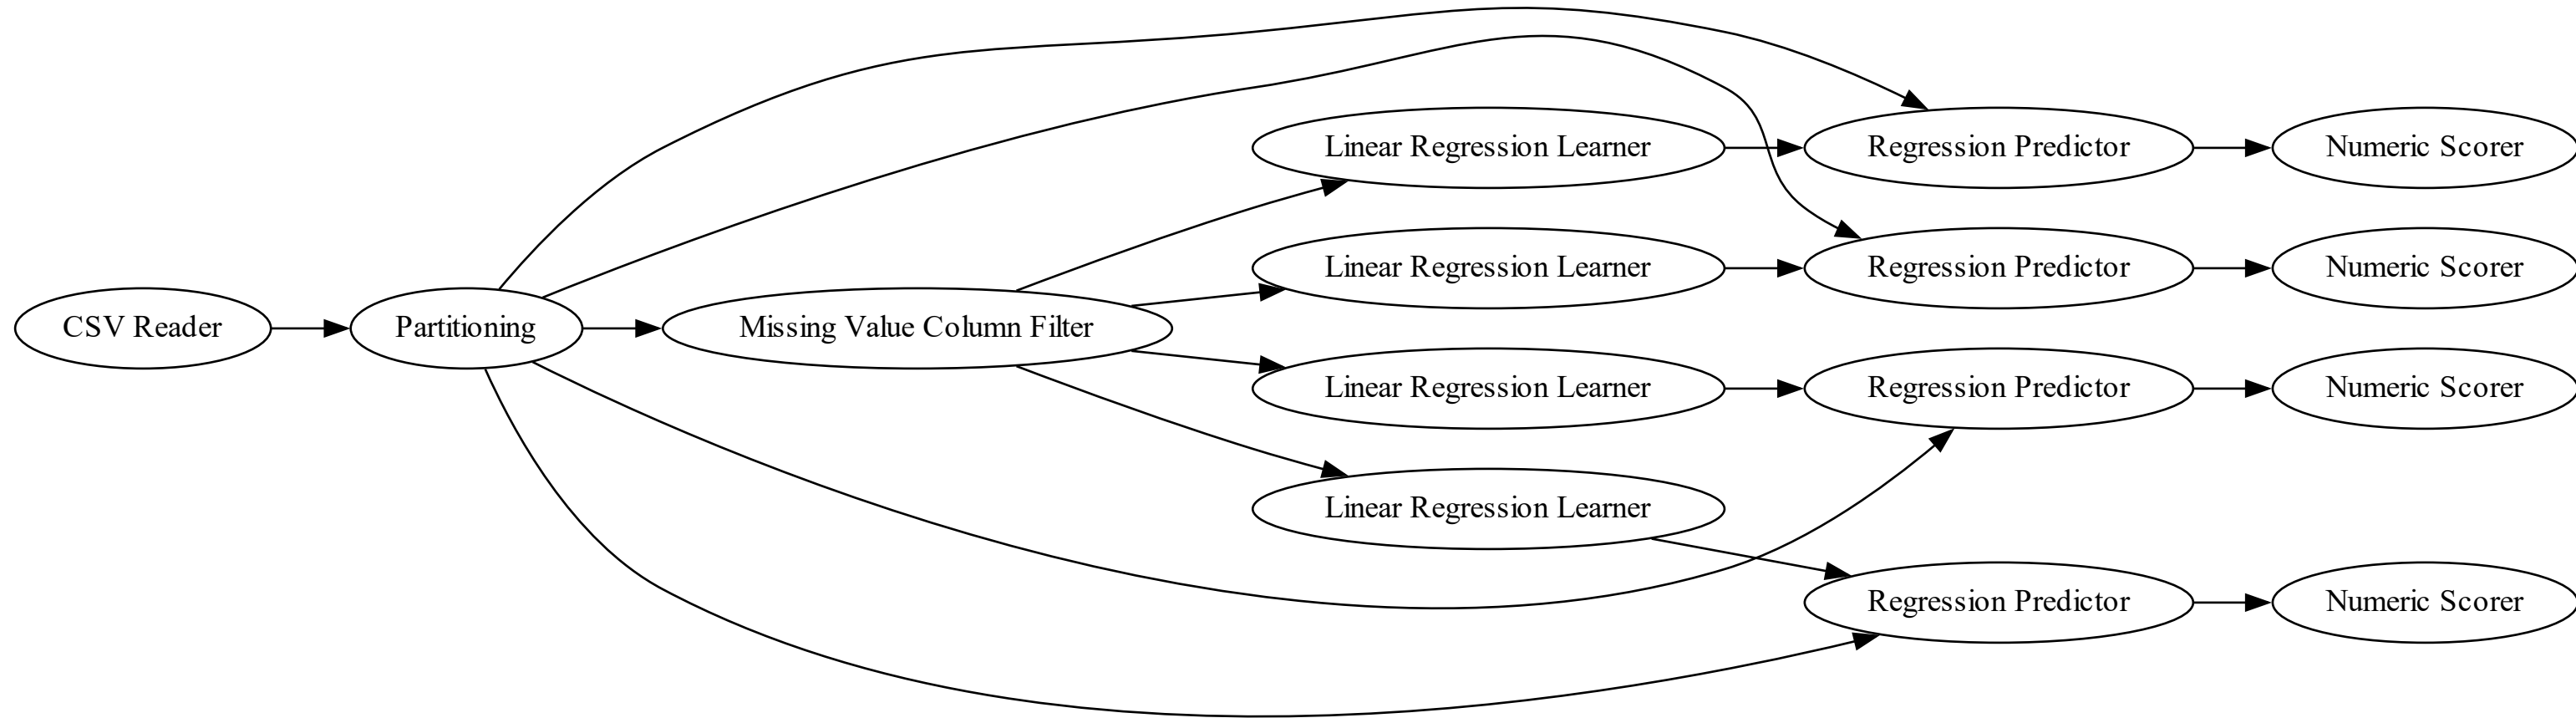 CSV Reader
Partitioning
Missing Value Column Filter
Linear Regression Learner
Regression Predictor
Numeric Scorer
Linear Regression Learner
Regression Predictor
Numeric Scorer
Linear Regression Learner
Regression Predictor
Numeric Scorer
Linear Regression Learner
Regression Predictor
Numeric Scorer